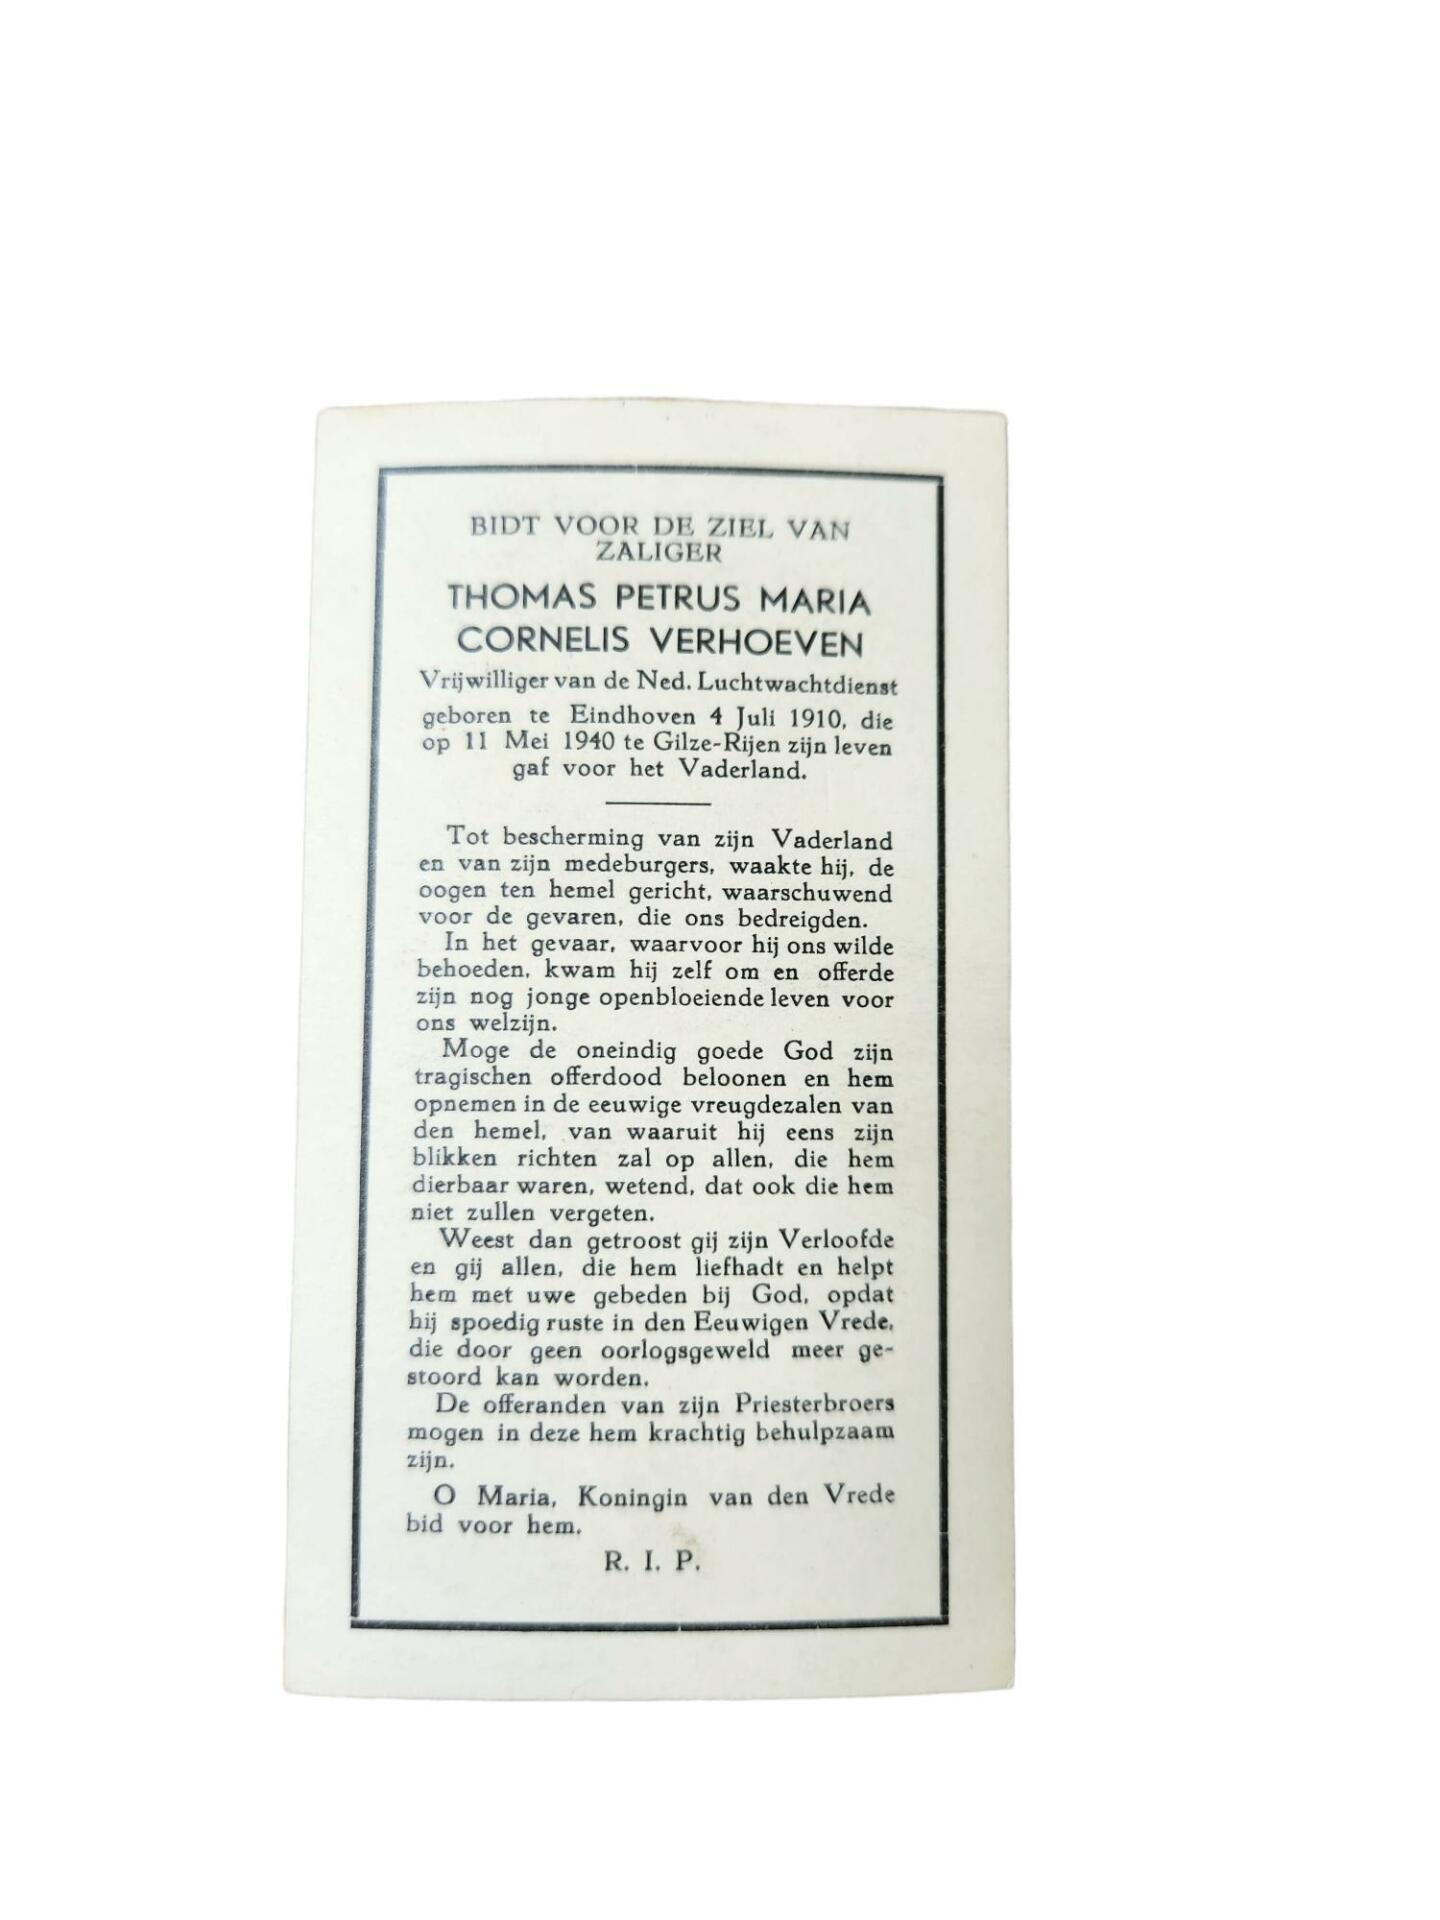 BIDT VOOR DE ZIEL VAN
ZALIGER
THOMAS PETRUS MARIA
CORNELIS VERHOEVEN
Vrijwilliger van de Ned. Luchtwachtdienst
geboren te Eindhoven 4 Juli 1910, die
op 11 Mei 1940 te Gilze-Rijen zijn leven
gaf voor het Vaderland.
Tot bescherming van zijn Vaderland
en van zijn medeburgers, waakte hij, de
oogen ten hemel gericht, waarschuwend
voor de gevaren, die ons bedreigden.
In het gevaar, waarvoor hij ons wilde
behoeden, kwam hij zelf om en offerde
zijn nog jonge openbloeiende leven voor
ons welzijn.
Moge de oneindig goede God zijn
tragischen offerdood beloonen en hem
opnemen in de eeuwige vreugdezalen van
den hemel, van waaruit hij eens zijn
blikken richten zal op allen, die hem
dierbaar waren, wetend, dat ook die hem
niet zullen vergeten.
Weest dan getroost gij zijn Verloofde
en gij allen, die hem liefhadt en helpt
hem met uwe gebeden bij God, opdat
hij spoedig ruste in den Eeuwigen Vrede,
die door geen oorlogsgeweld meer ge-
stoord kan worden.
De offeranden van zijn Priesterbroers
mogen in deze hem krachtig behulpzaam
zijn.
O Maria, Koningin van den Vrede
bid voor hem.
R. I. P.